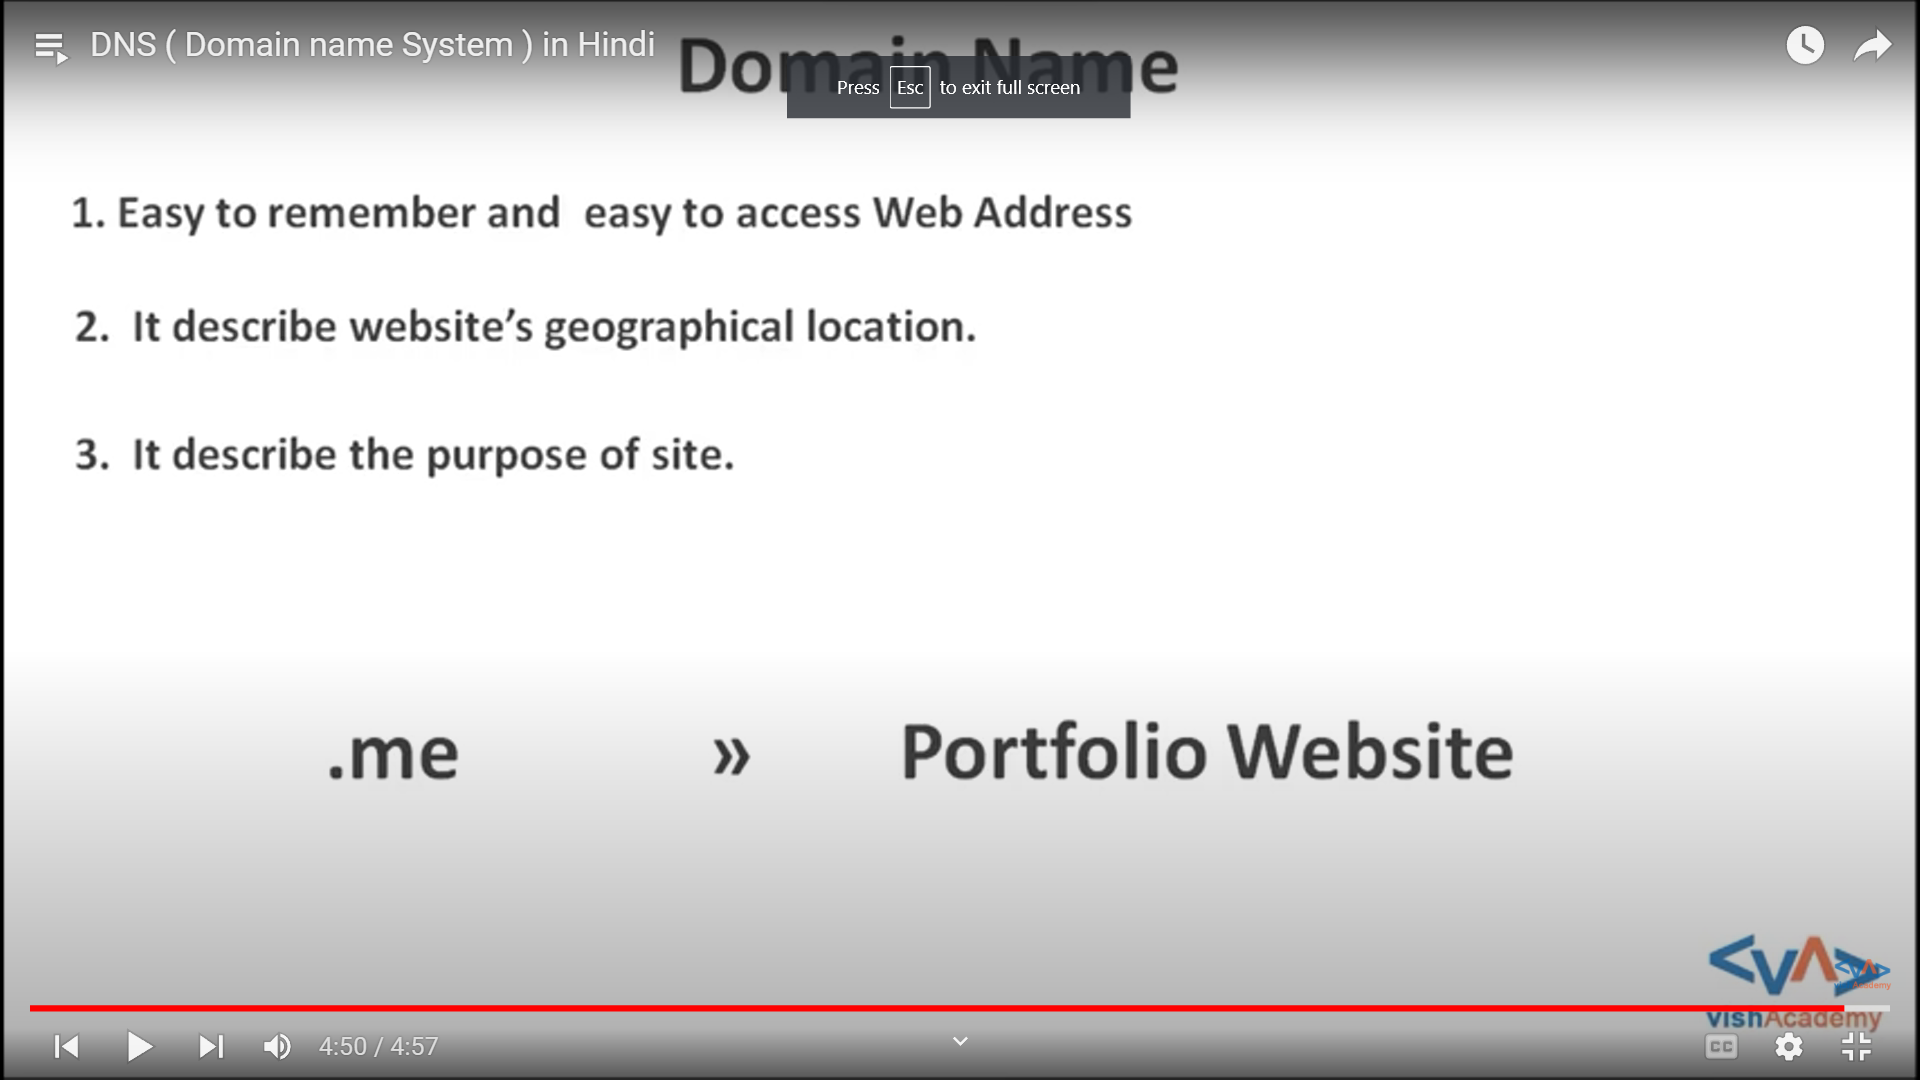 DNS ( Domain name System ) in Hindi
Domain Name
Press Esc to exit full screen
1. Easy to remember and easy to access Web Address
2. It describe website’s geographical location.
3. It describe the purpose of site.
.me » Portfolio Website
<VA>
vishAcademy
4:50 / 4:57
CC